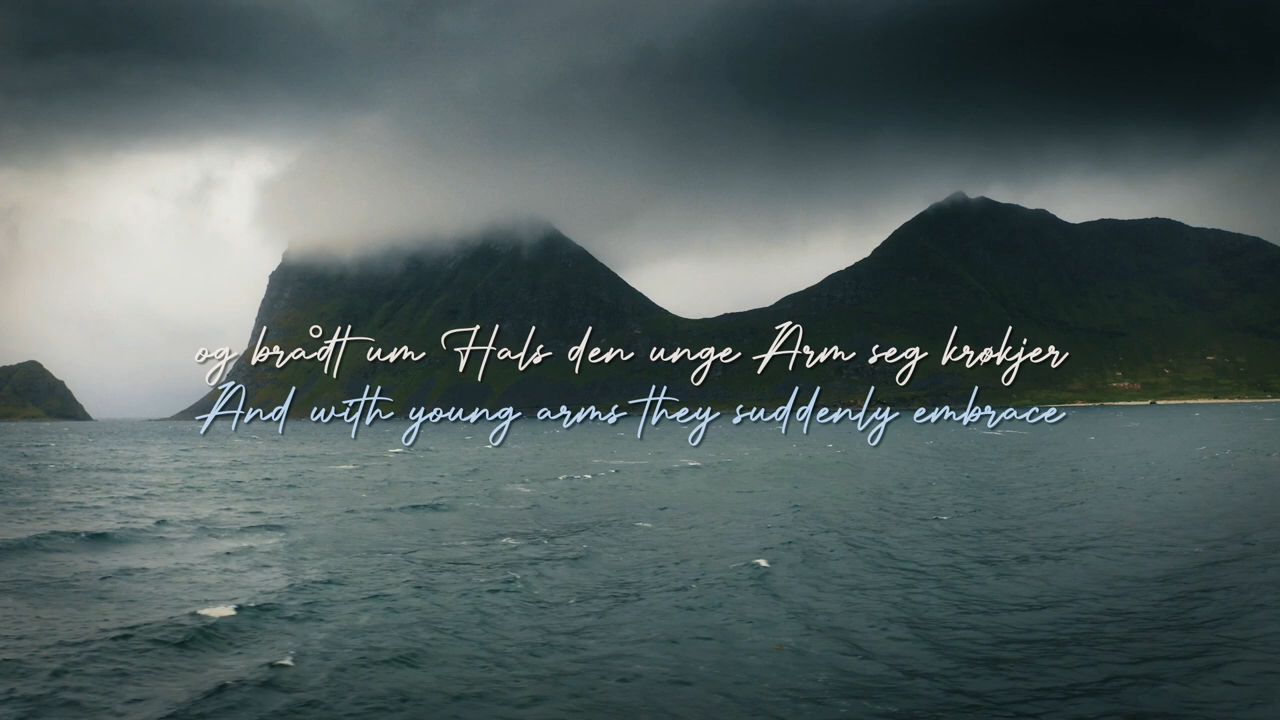 og brådt um Hals den unge Arm seg krøkjer
And with young arms they suddenly embrace